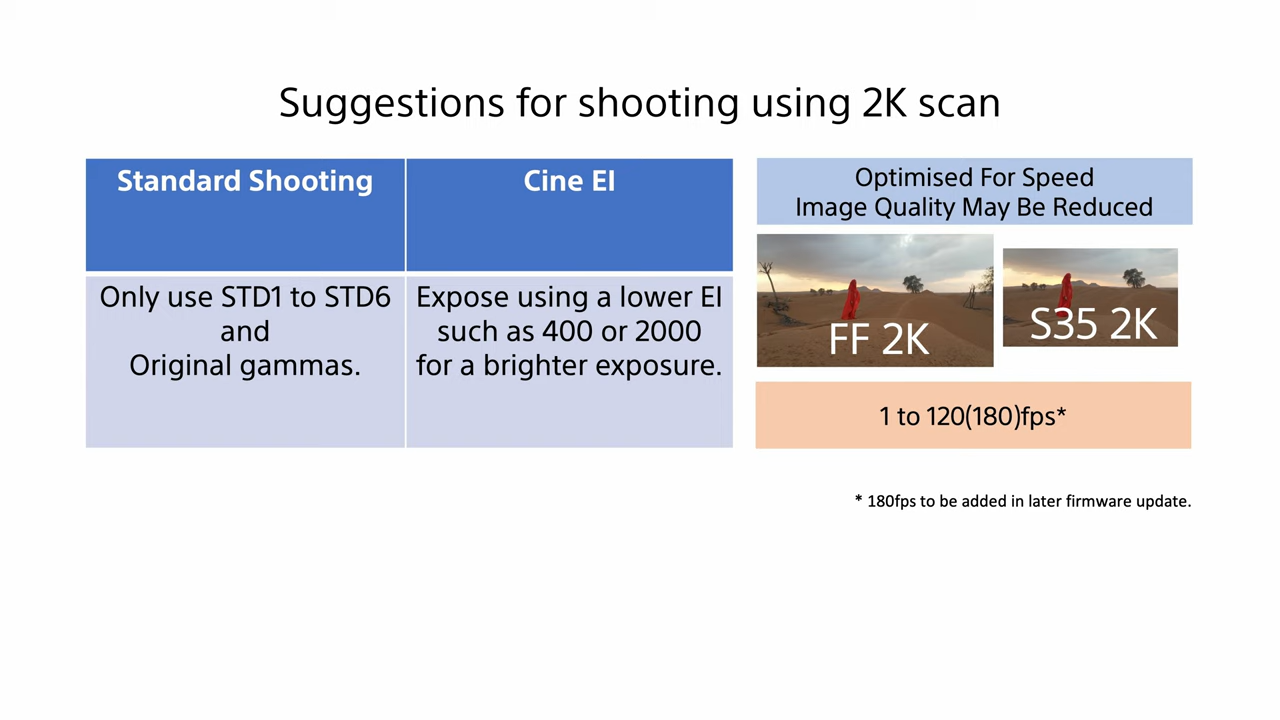 Suggestions for shooting using 2K scan
Standard Shooting
Cine EI
Only use STD1 to STD6
and
Original gammas.
Expose using a lower EI
such as 400 or 2000
for a brighter exposure.
Optimised For Speed
Image Quality May Be Reduced
FF 2K
S35 2K
1 to 120(180)fps*
* 180fps to be added in later firmware update.